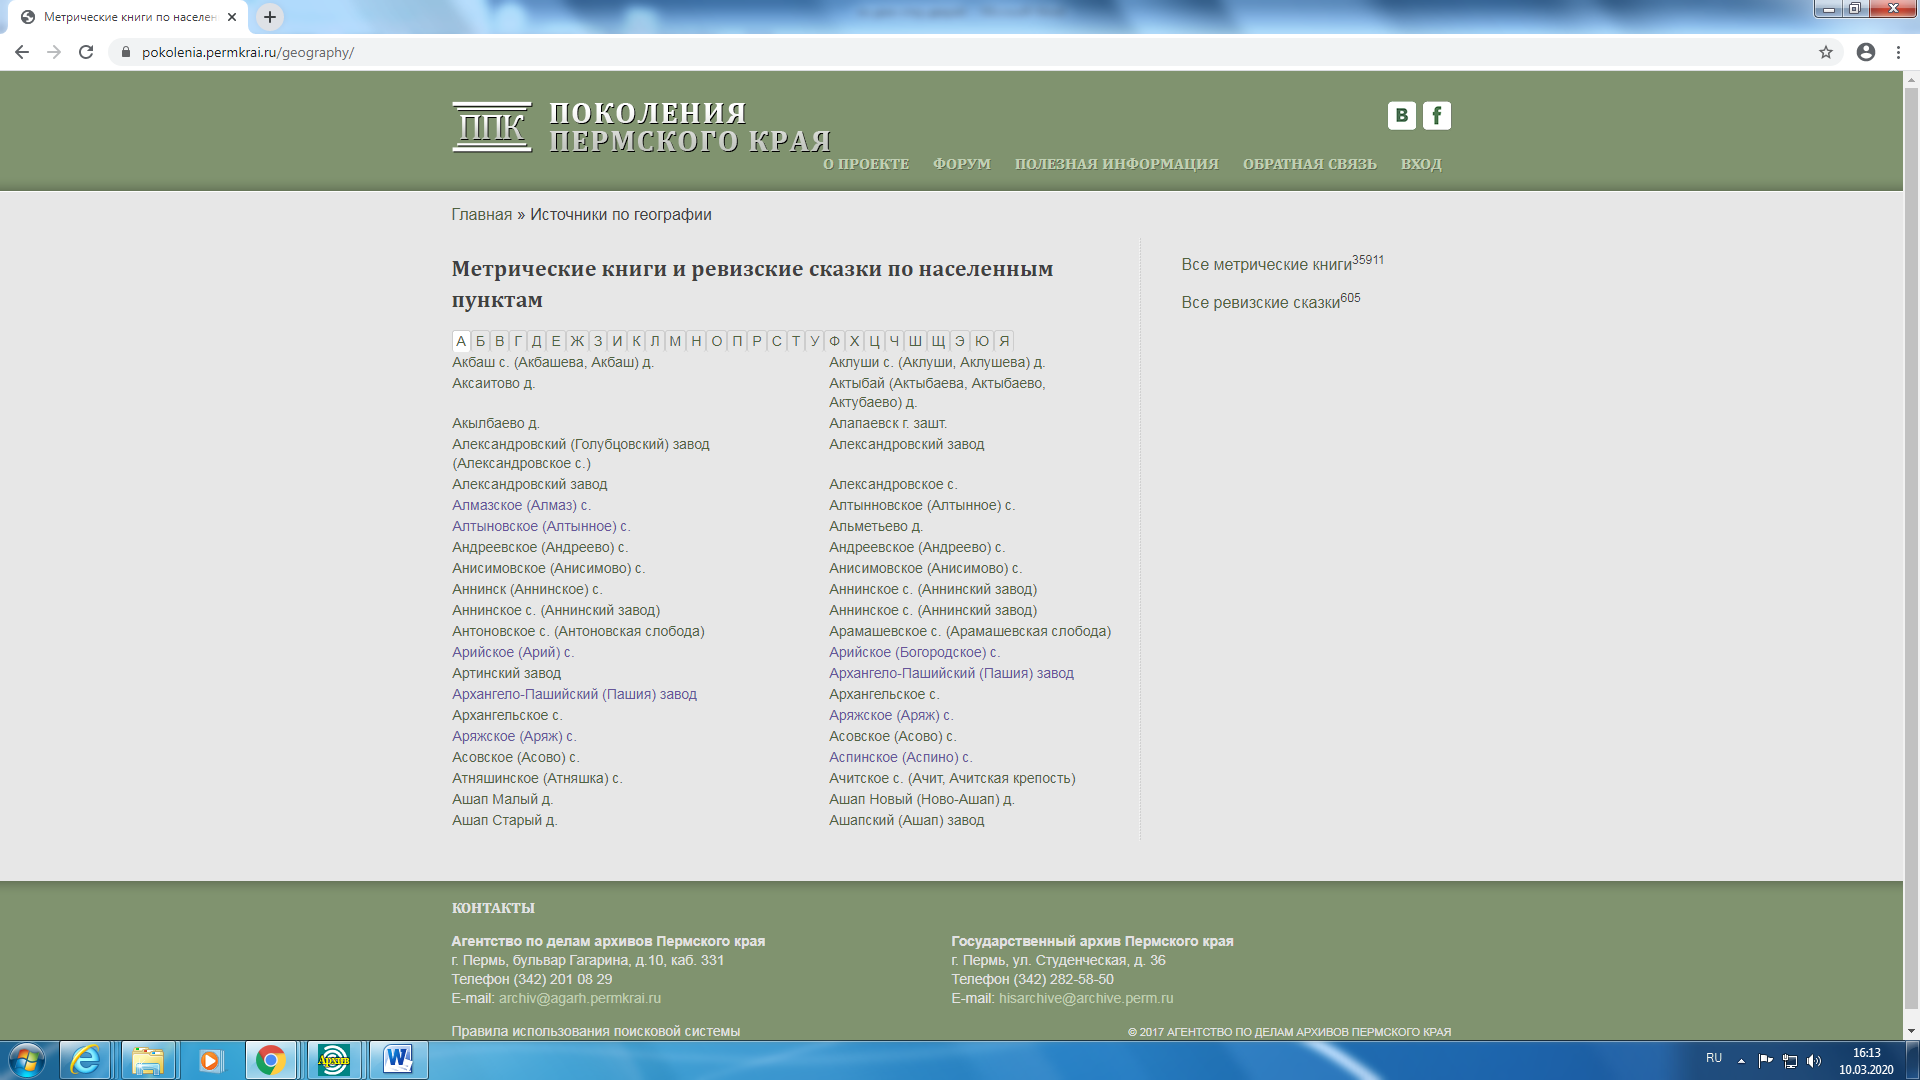 Метрические книги по населен
pokolenia.permkrai.ru/geography/
ППК
ПОКОЛЕНИЯ
ПЕРМСКОГО КРАЯ
О ПРОЕКТЕ ФОРУМ ПОЛЕЗНАЯ ИНФОРМАЦИЯ ОБРАТНАЯ СВЯЗЬ ВХОД
Главная » Источники по географии
Метрические книги и ревизские сказки по населенным
пунктам
Все метрические книги35911
Все ревизские сказки605
А Б В Г Д Е Ж З И К Л М Н О П Р С Т У Ф Х Ц Ч Ш Щ Э Ю Я
Акбаш с. (Акбашева, Акбаш) д. Аклуши с. (Аклуши, Аклушева) д.
Аксаитово д. Актыбай (Актыбаева, Актыбаево,
Актубаево) д.
Акылбаево д. Алапаевск г. зашт.
Александровский (Голубцовский) завод Александровский завод
(Александровское с.)
Александровский завод Александровское с.
Алмазское (Алмаз) с. Алтынновское (Алтынное) с.
Алтыновское (Алтынное) с. Альметьево д.
Андреевское (Андреево) с. Андреевское (Андреево) с.
Анисимовское (Анисимово) с. Анисимовское (Анисимово) с.
Аннинск (Аннинское) с. Аннинское с. (Аннинский завод)
Аннинское с. (Аннинский завод) Аннинское с. (Аннинский завод)
Антоновское с. (Антоновская слобода) Арамашевское с. (Арамашевская слобода)
Арийское (Арий) с. Арийское (Богородское) с.
Артинский завод Архангело-Пашийский (Пашия) завод
Архангело-Пашийский (Пашия) завод Архангельское с.
Архангельское с. Аряжское (Аряж) с.
Аряжское (Аряж) с. Асовское (Асово) с.
Асовское (Асово) с. Аспинское (Аспино) с.
Атняшинское (Атняшка) с. Ачитское с. (Ачит, Ачитская крепость)
Ашап Малый д. Ашап Новый (Ново-Ашап) д.
Ашап Старый д. Ашапский (Ашап) завод
КОНТАКТЫ
Агентство по делам архивов Пермского края Государственный архив Пермского края
г. Пермь, бульвар Гагарина, д.10, каб. 331 г. Пермь, ул. Студенческая, д. 36
Телефон (342) 201 08 29 Телефон (342) 282-58-50
E-mail: archiv@agarh.permkrai.ru E-mail: hisarchive@archive.perm.ru
Правила использования поисковой системы © 2017 АГЕНТСТВО ПО ДЕЛАМ АРХИВОВ ПЕРМСКОГО КРАЯ
Архив
RU
16:13
10.03.2020